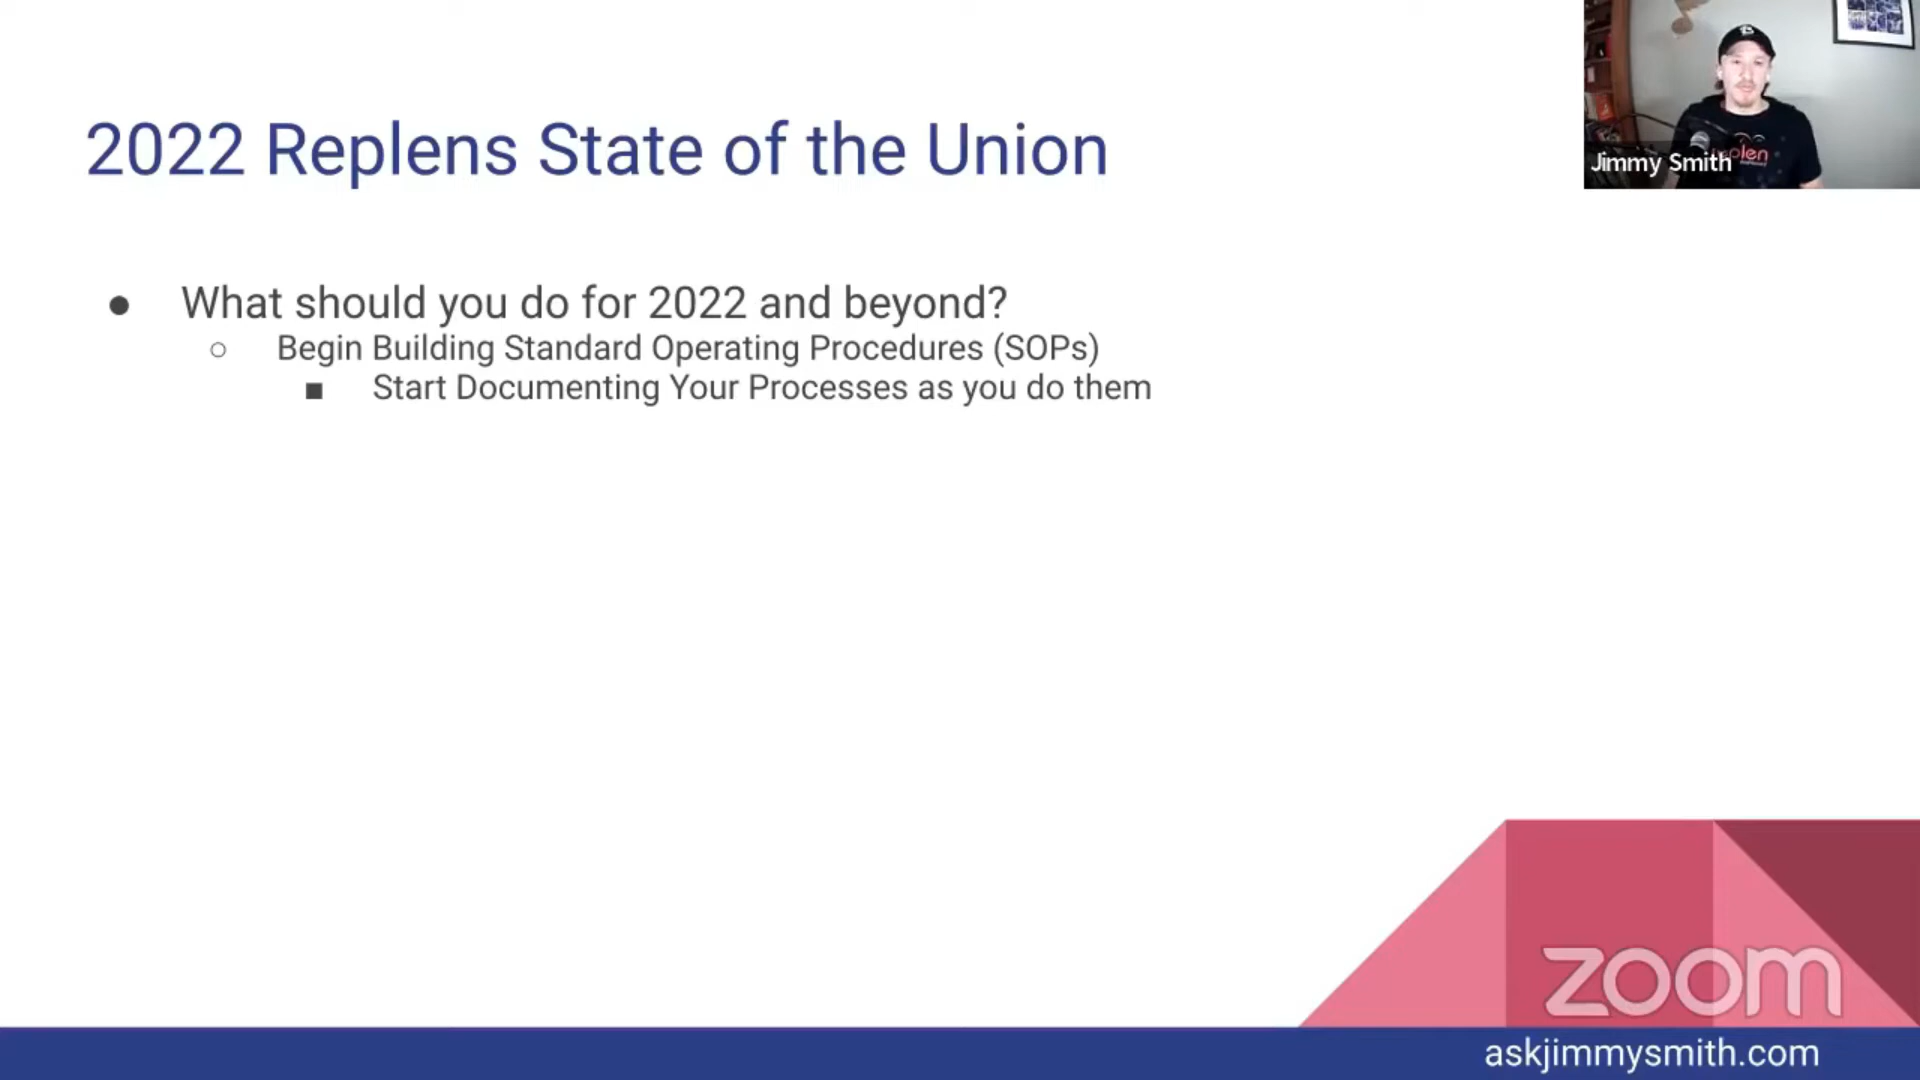 2022 Replens State of the Union
Jimmy Smith
● What should you do for 2022 and beyond?
○ Begin Building Standard Operating Procedures (SOPs)
■ Start Documenting Your Processes as you do them
zoom
askjimmysmith.com